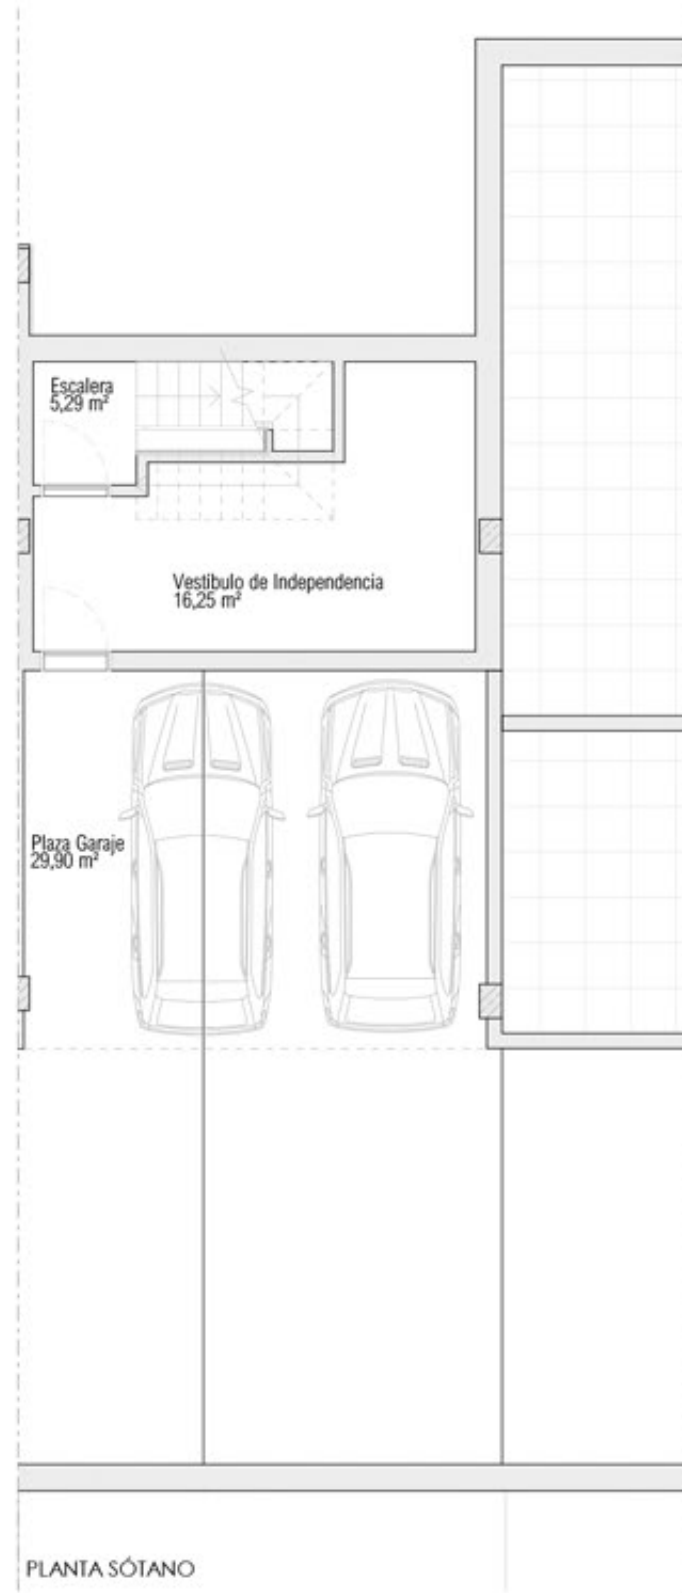 Escalera
5,29 m²
Vestíbulo de Independencia
16,25 m²
Plaza Garaje
29,90 m²
PLANTA SÓTANO